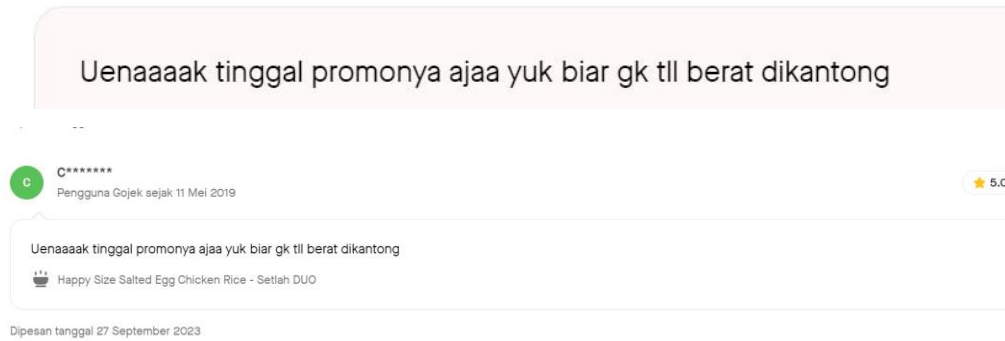 Uenaaaak tinggal promonya ajaa yuk biar gk tll berat dikantong
C*******
Pengguna Gojek sejak 11 Mei 2019
5.0
Uenaaaak tinggal promonya ajaa yuk biar gk tll berat dikantong
Happy Size Salted Egg Chicken Rice - Setlah DUO
Dipesan tanggal 27 September 2023